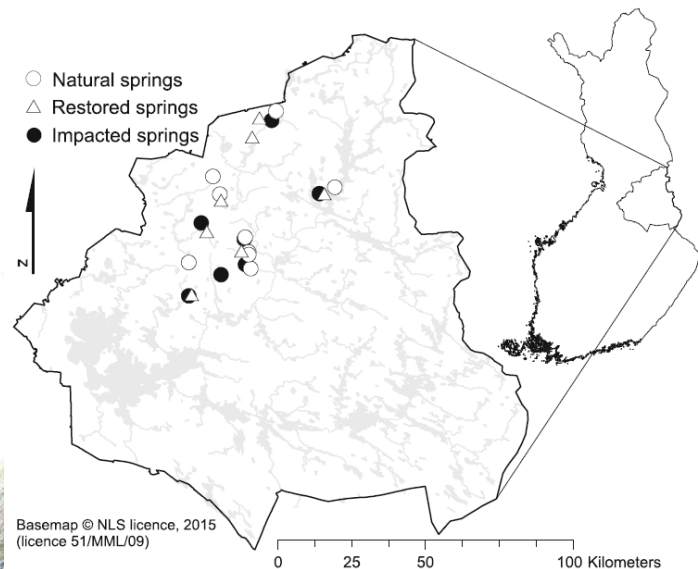 Natural springs
Restored springs
Impacted springs
N
Basemap © NLS licence, 2015
(licence 51/MML/09)
0 25 50 100 Kilometers